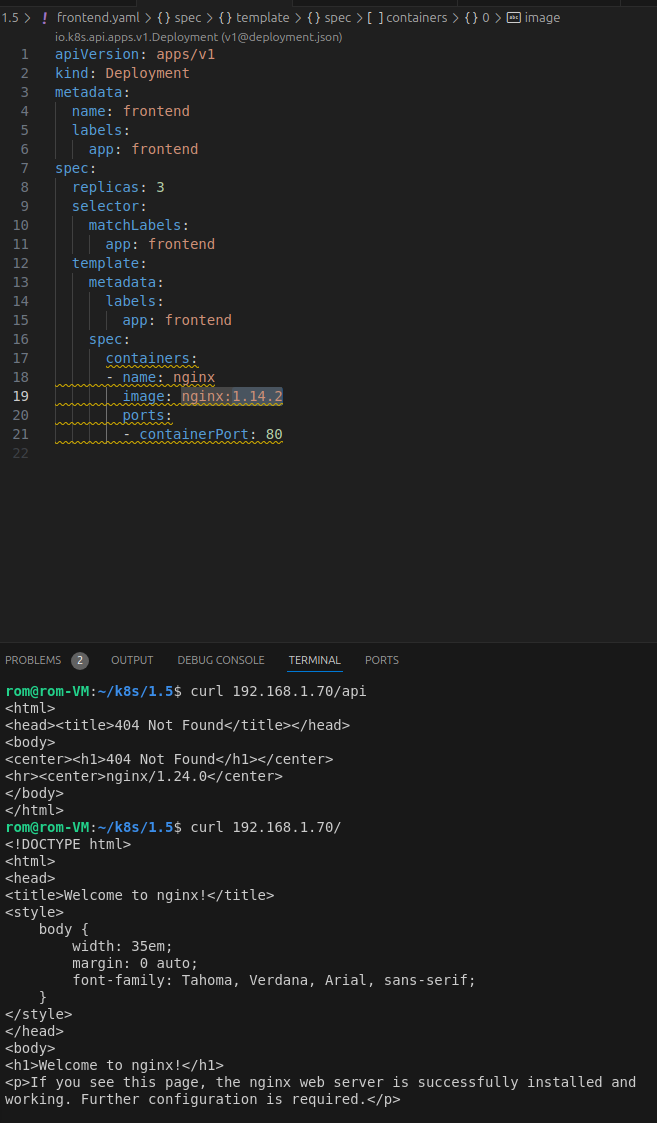 1.5 > ! frontend.yaml > {} spec > {} template > {} spec > [ ] containers > {} 0 > abc image
io.k8s.api.apps.v1.Deployment (v1@deployment.json)
1 apiVersion: apps/v1
2 kind: Deployment
3 metadata:
4   name: frontend
5   labels:
6     app: frontend
7 spec:
8   replicas: 3
9   selector:
10     matchLabels:
11       app: frontend
12   template:
13     metadata:
14       labels:
15         app: frontend
16     spec:
17       containers:
18       - name: nginx
19         image: nginx:1.14.2
20         ports:
21         - containerPort: 80
22
PROBLEMS 2 OUTPUT DEBUG CONSOLE TERMINAL PORTS
rom@rom-VM:~/k8s/1.5$ curl 192.168.1.70/api
<html>
<head><title>404 Not Found</title></head>
<body>
<center><h1>404 Not Found</h1></center>
<hr><center>nginx/1.24.0</center>
</body>
</html>
rom@rom-VM:~/k8s/1.5$ curl 192.168.1.70/
<!DOCTYPE html>
<html>
<head>
<title>Welcome to nginx!</title>
<style>
    body {
        width: 35em;
        margin: 0 auto;
        font-family: Tahoma, Verdana, Arial, sans-serif;
    }
</style>
</head>
<body>
<h1>Welcome to nginx!</h1>
<p>If you see this page, the nginx web server is successfully installed and
working. Further configuration is required.</p>